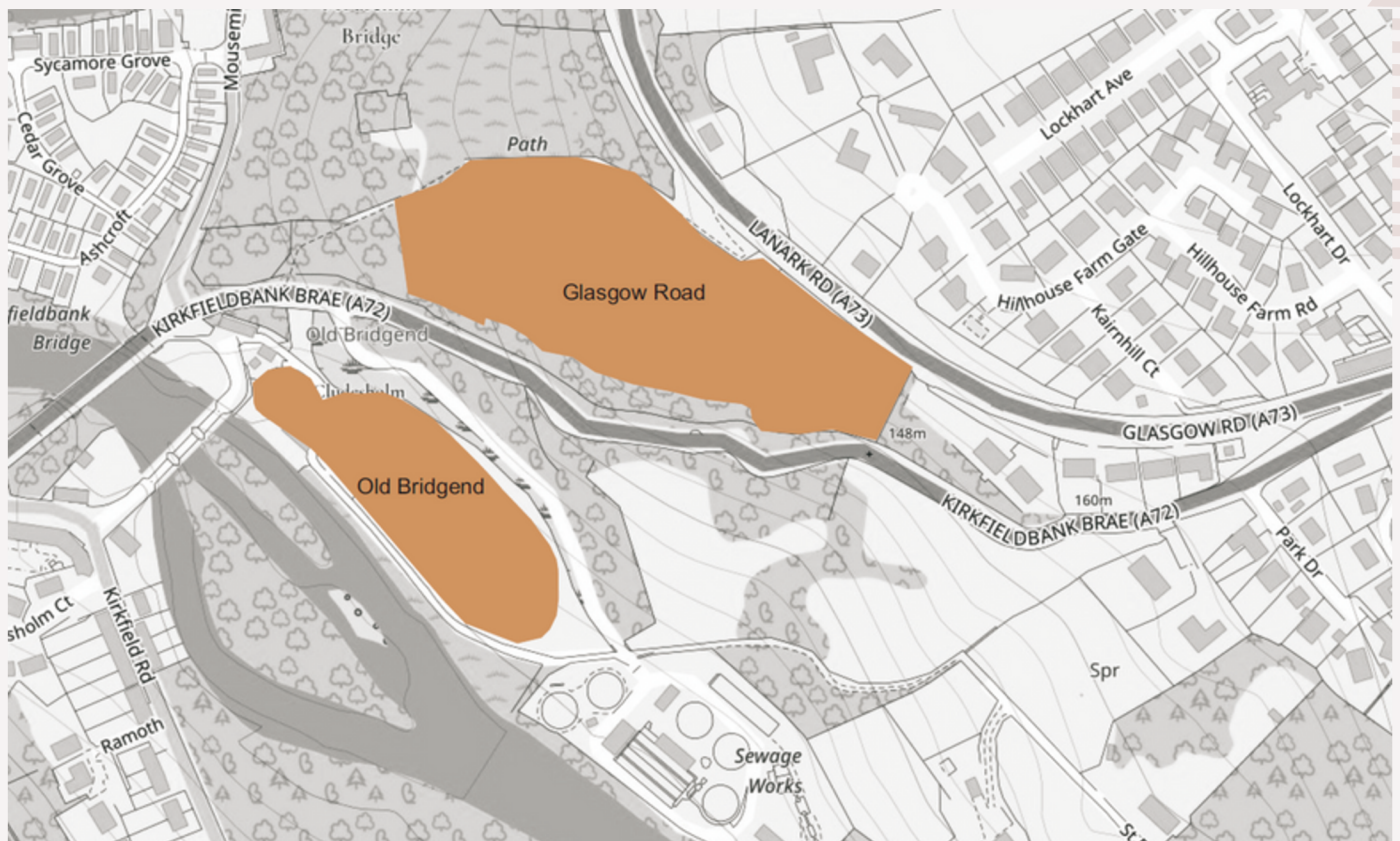 Bridge
Sycamore Grove
Cedar Grove
Ashcroft
Path
Lockhart Ave
Lockhart Dr
LANARK RD (A73)
Hillhouse Farm Gate
Hillhouse Farm Rd
Kairnhill Ct
Glasgow Road
KIRKFIELDBANK BRAE (A72)
fieldbank
Bridge
Old Bridgend
Clydesholm
GLASGOW RD (A73)
148m
Old Bridgend
160m
KIRKFIELDBANK BRAE (A72)
Park Dr
sholm Ct
Kirkfield Rd
Spr
Ramoth
Sewage
Works